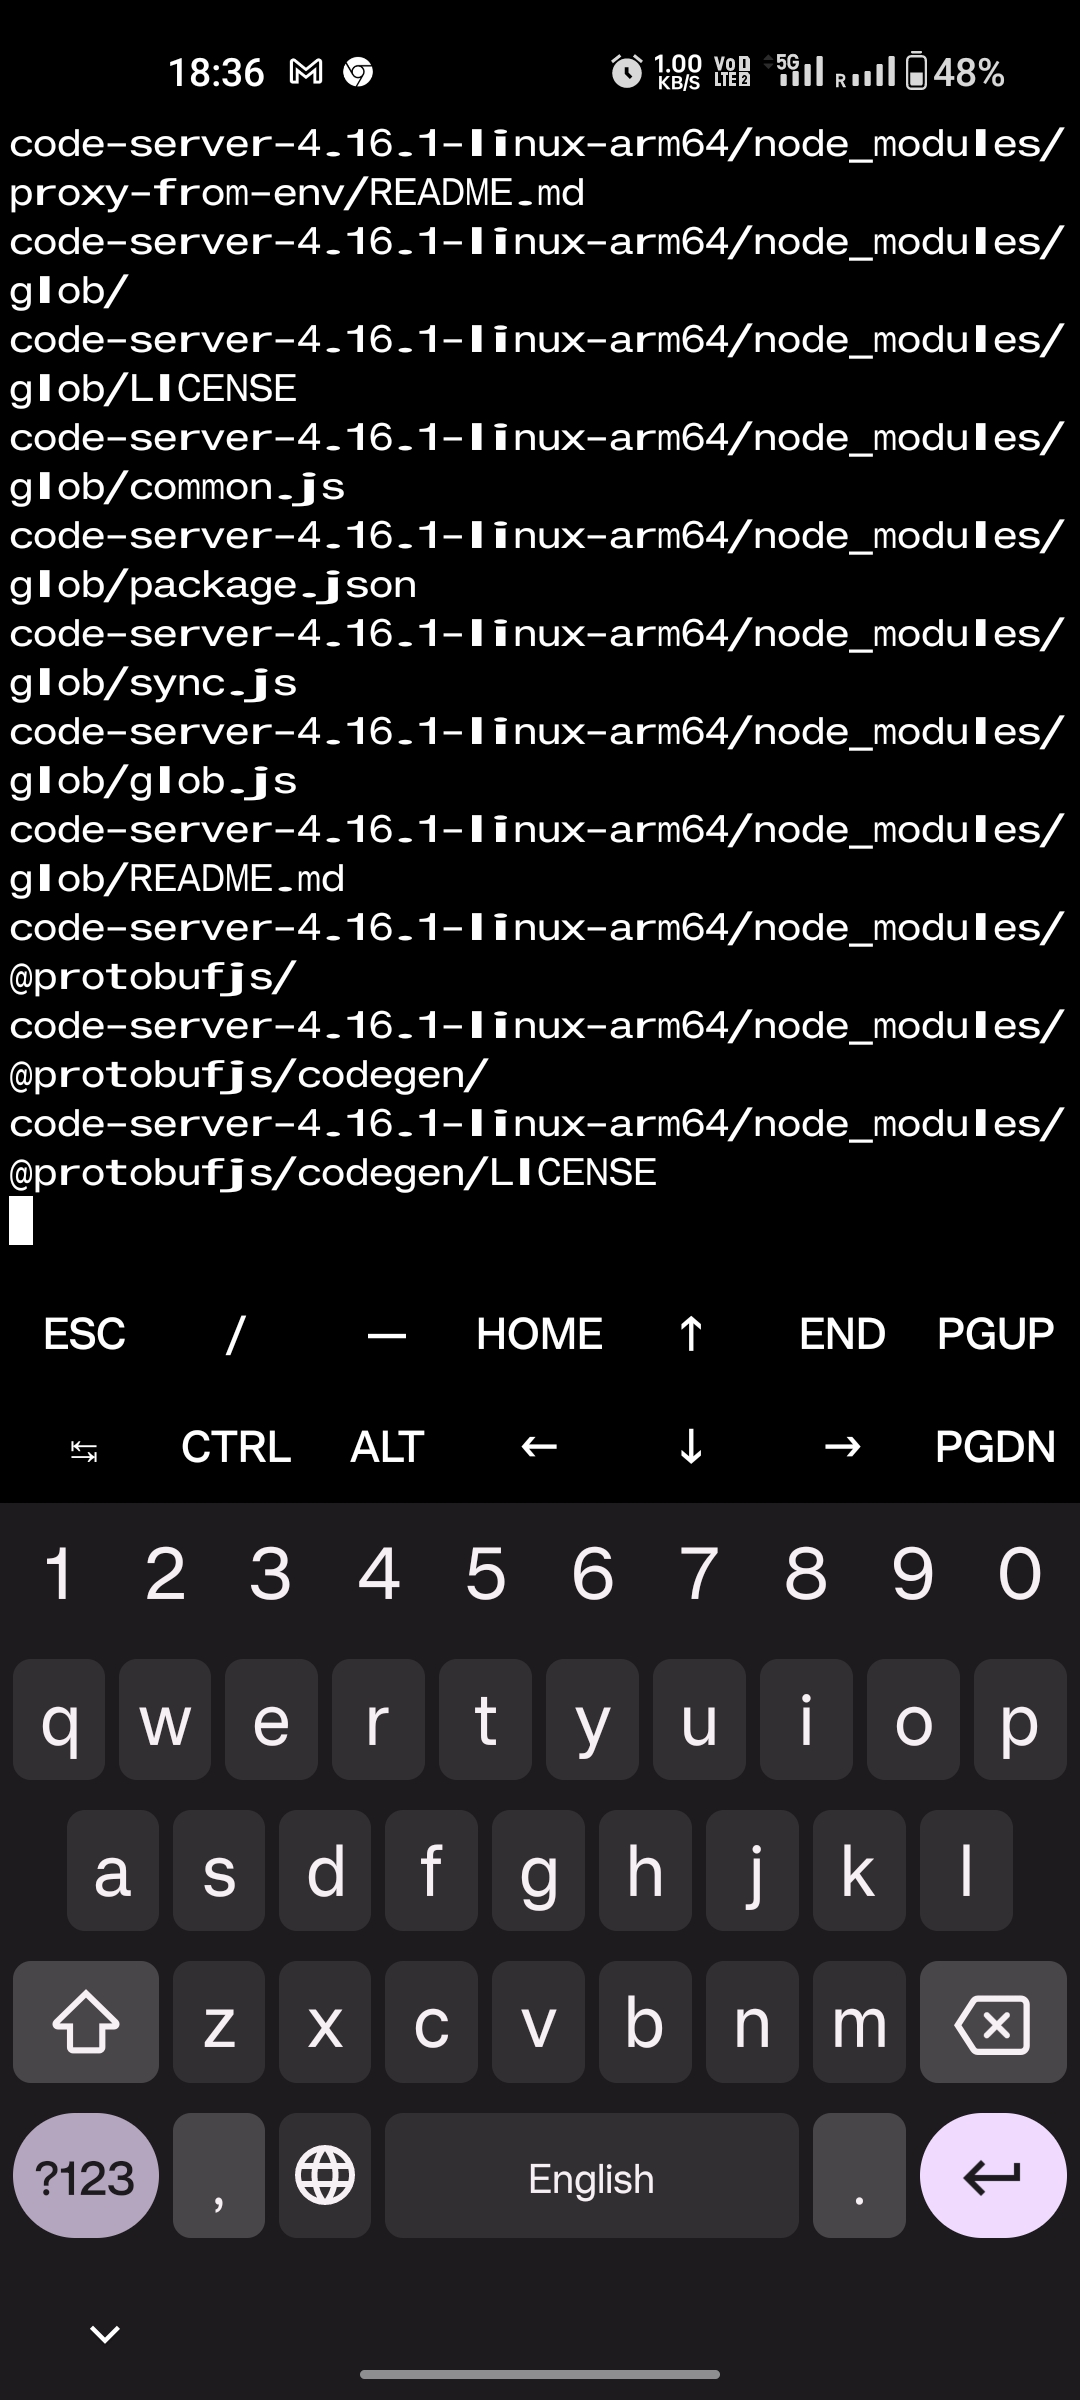 18:36 1.00 KB/S VoD LTE2 5G R 48%
code-server-4.16.1-linux-arm64/node_modules/
proxy-from-env/README.md
code-server-4.16.1-linux-arm64/node_modules/
glob/
code-server-4.16.1-linux-arm64/node_modules/
glob/LICENSE
code-server-4.16.1-linux-arm64/node_modules/
glob/common.js
code-server-4.16.1-linux-arm64/node_modules/
glob/package.json
code-server-4.16.1-linux-arm64/node_modules/
glob/sync.js
code-server-4.16.1-linux-arm64/node_modules/
glob/glob.js
code-server-4.16.1-linux-arm64/node_modules/
glob/README.md
code-server-4.16.1-linux-arm64/node_modules/
@protobufjs/
code-server-4.16.1-linux-arm64/node_modules/
@protobufjs/codegen/
code-server-4.16.1-linux-arm64/node_modules/
@protobufjs/codegen/LICENSE
ESC / — HOME ↑ END PGUP
↹ CTRL ALT ← ↓ → PGDN
1 2 3 4 5 6 7 8 9 0
q w e r t y u i o p
a s d f g h j k l
z x c v b n m
?123 , English .